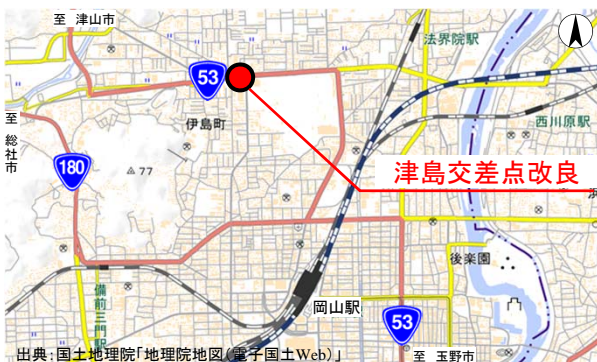 至 津山市
法界院駅
53
伊島町
西川原駅
至 総社市
180
77
津島交差点改良
浜
後楽園
備前三門駅
岡山駅
53
至 玉野市
出典:国土地理院「地理院地図(電子国土Web)」